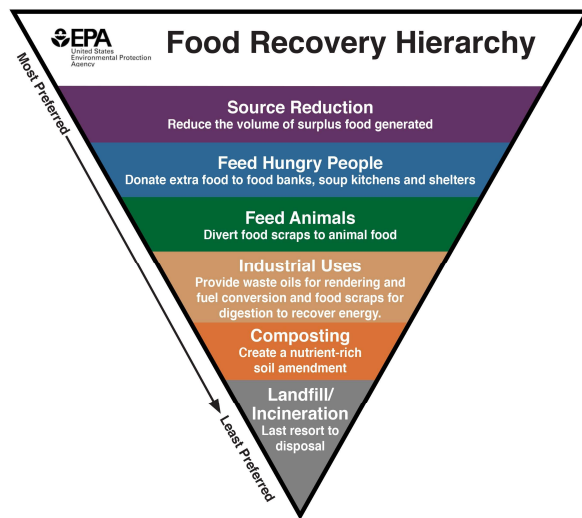 EPA
United States
Environmental Protection
Agency
Food Recovery Hierarchy
Most Preferred
Source Reduction
Reduce the volume of surplus food generated
Feed Hungry People
Donate extra food to food banks, soup kitchens and shelters
Feed Animals
Divert food scraps to animal food
Industrial Uses
Provide waste oils for rendering and
fuel conversion and food scraps for
digestion to recover energy.
Composting
Create a nutrient-rich
soil amendment
Landfill/
Incineration
Last resort to
disposal
Least Preferred